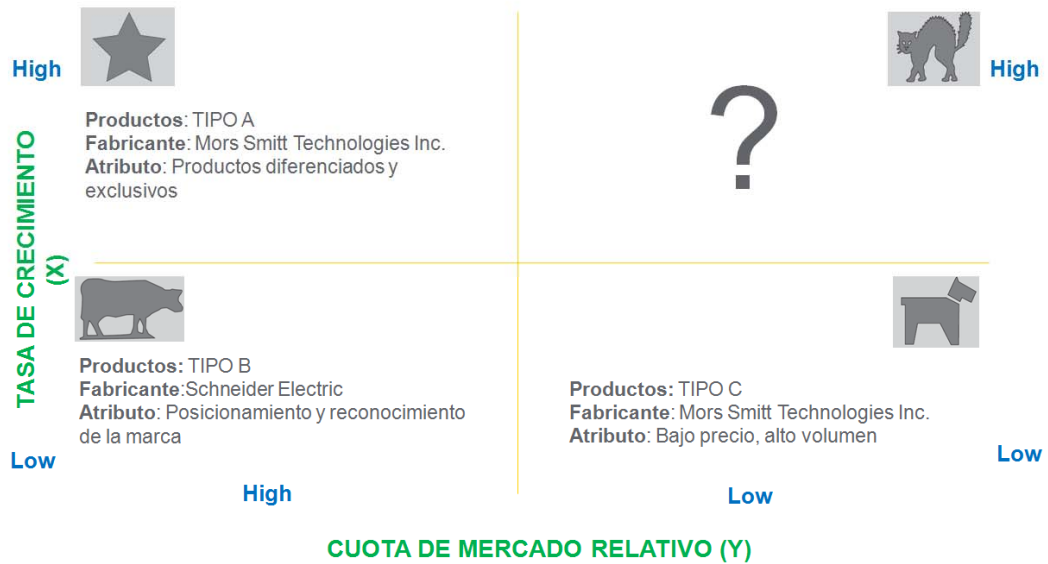 High
High
Productos: TIPO A
Fabricante: Mors Smitt Technologies Inc.
Atributo: Productos diferenciados y
exclusivos
?
TASA DE CRECIMIENTO
(X)
Productos: TIPO B
Fabricante:Schneider Electric
Atributo: Posicionamiento y reconocimiento
de la marca
Productos: TIPO C
Fabricante: Mors Smitt Technologies Inc.
Atributo: Bajo precio, alto volumen
Low
Low
High
Low
CUOTA DE MERCADO RELATIVO (Y)